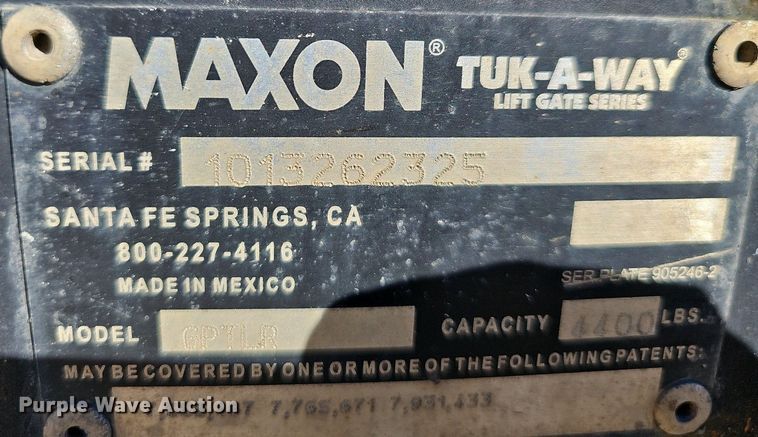 MAXON® TUK-A-WAY®
LIFT GATE SERIES
SERIAL # 1013262325
SANTA FE SPRINGS, CA
800-227-4116
MADE IN MEXICO
SER. PLATE 905246-2
MODEL GPTLR CAPACITY 4400 LBS.
MAY BE COVERED BY ONE OR MORE OF THE FOLLOWING PATENTS:
7,765,671 7,931,433
Purple Wave Auction